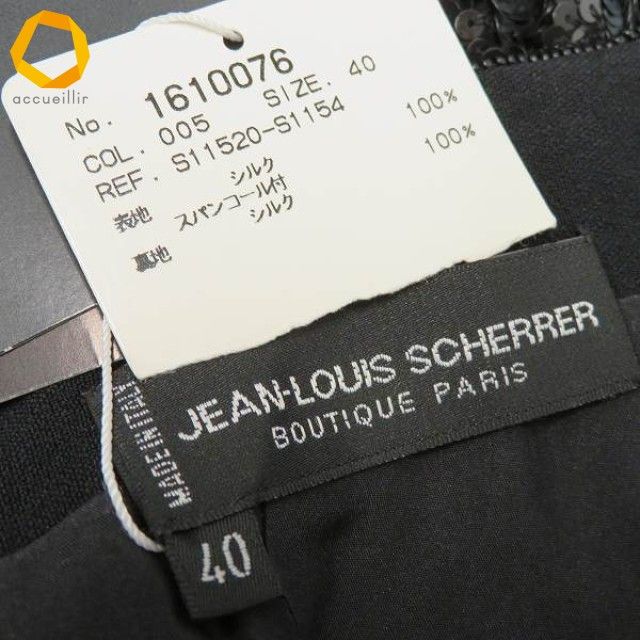 accueillir
No. 1610076
COL. 005 SIZE. 40
REF. S11520-S1154
表地 シルク 100%
スパンコール付
裏地 シルク 100%
JEAN-LOUIS SCHERRER
BOUTIQUE PARIS
MADE IN
40